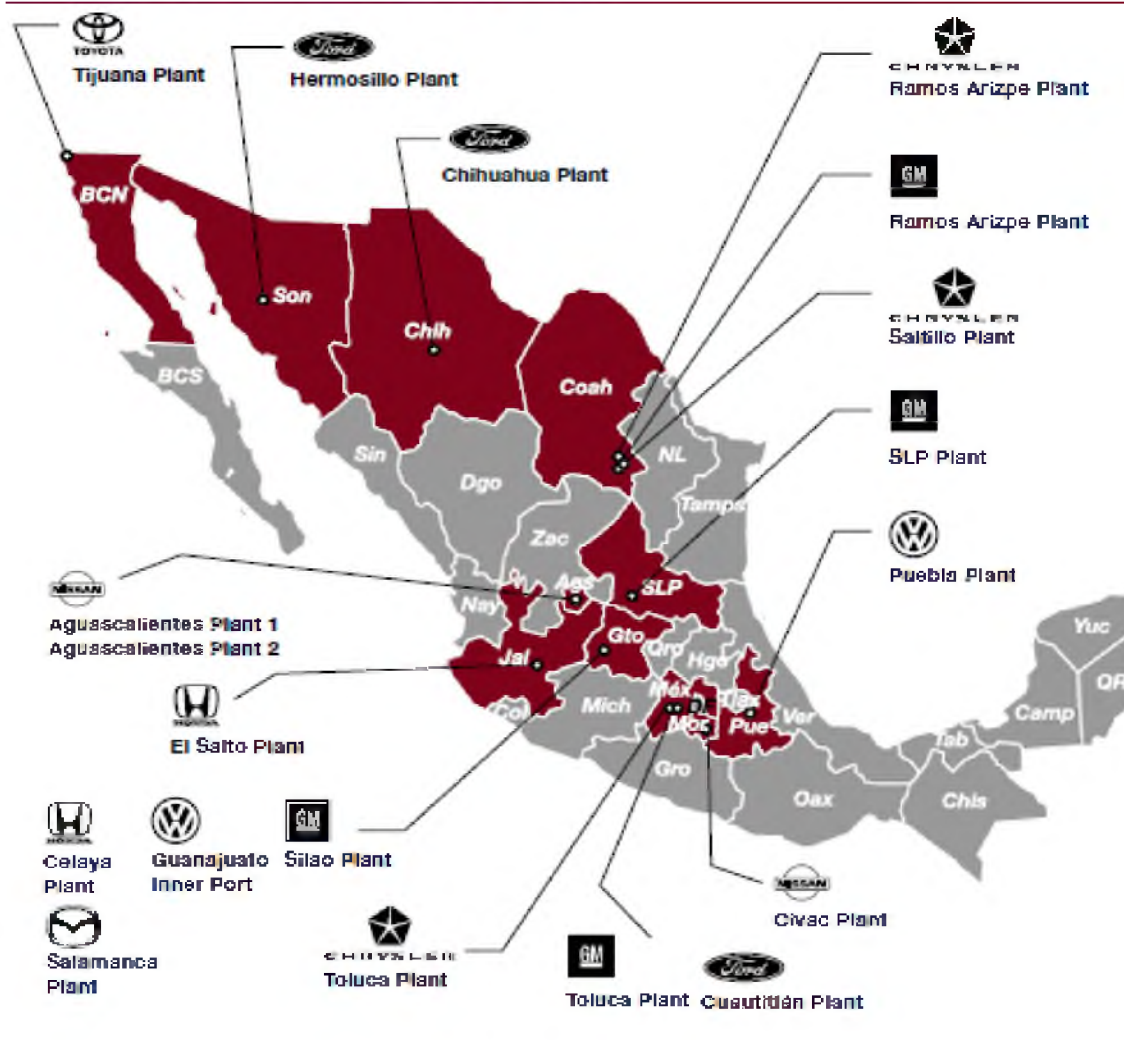 TOYOTA
Tijuana Plant
Ford
Hermosillo Plant
Ford
Chihuahua Plant
CHRYSLER
Ramos Arizpe Plant
GM
Ramos Arizpe Plant
CHRYSLER
Saltillo Plant
GM
SLP Plant
Puebla Plant
BCN
Son
Chih
Coah
BCS
Sin
Dgo
NL
Tamps
Zac
Ags
SLP
Nay
Gto
Qro
Hgo
Jal
Col
Mich
Mex
DF
Tlax
Mor
Pue
Ver
Gro
Oax
Tab
Chis
Camp
Yuc
QR
NISSAN
Aguascalientes Plant 1
Aguascalientes Plant 2
HONDA
El Salto Plant
HONDA
Celaya
Plant
Guanajuato
Inner Port
GM
Silao Plant
Salamanca
Plant
CHRYSLER
Toluca Plant
GM
Toluca Plant
Ford
Cuautitlán Plant
NISSAN
Civac Plant